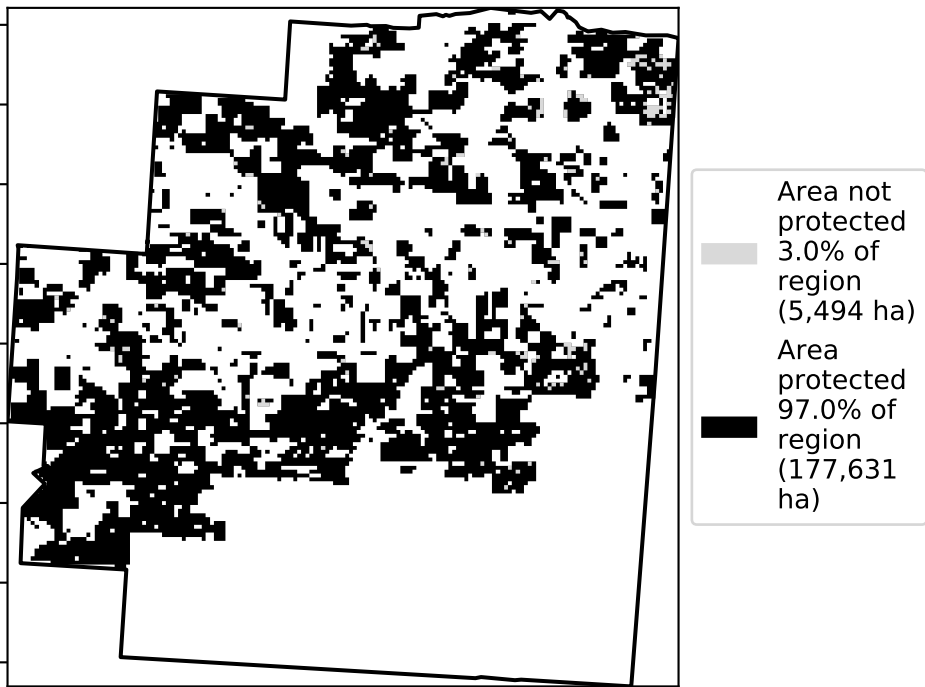 Area not
protected
3.0% of
region
(5,494 ha)
Area
protected
97.0% of
region
(177,631
ha)